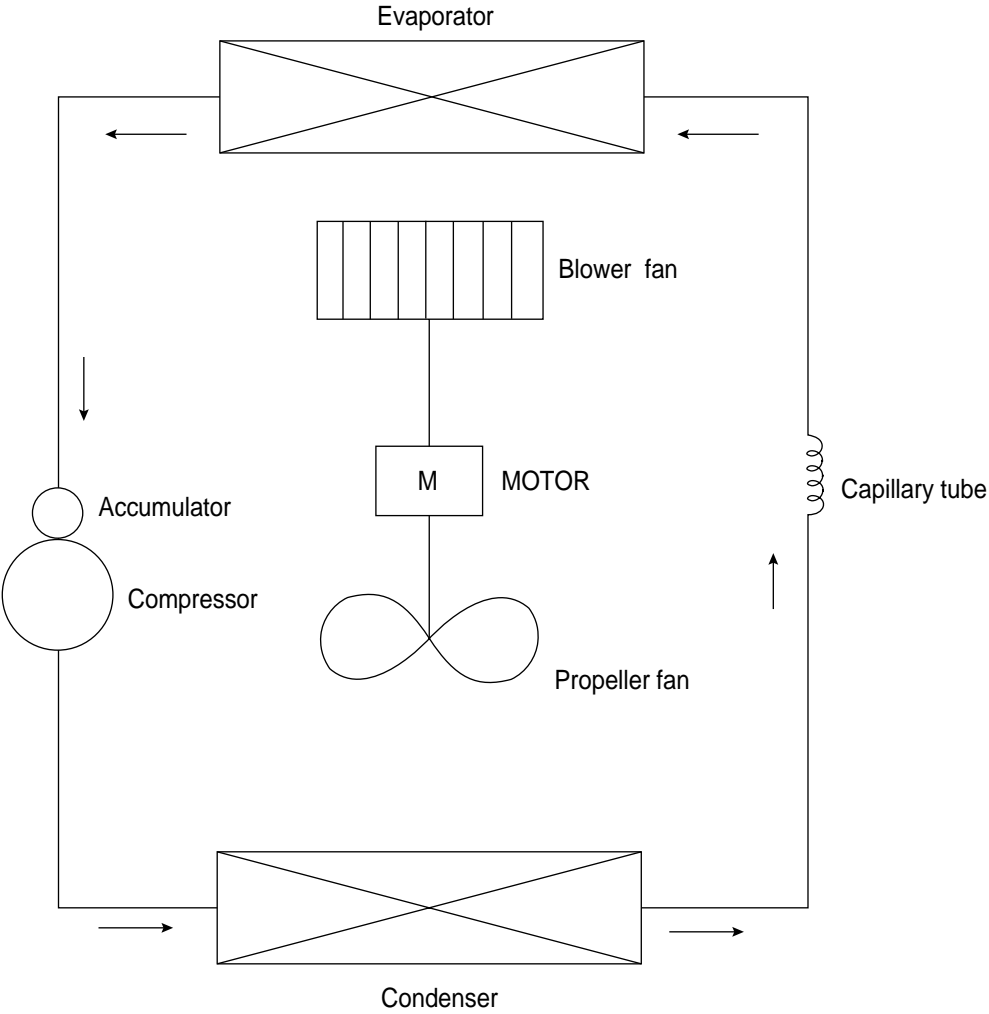 Evaporator
Blower fan
M
MOTOR
Capillary tube
Accumulator
Compressor
Propeller fan
Condenser